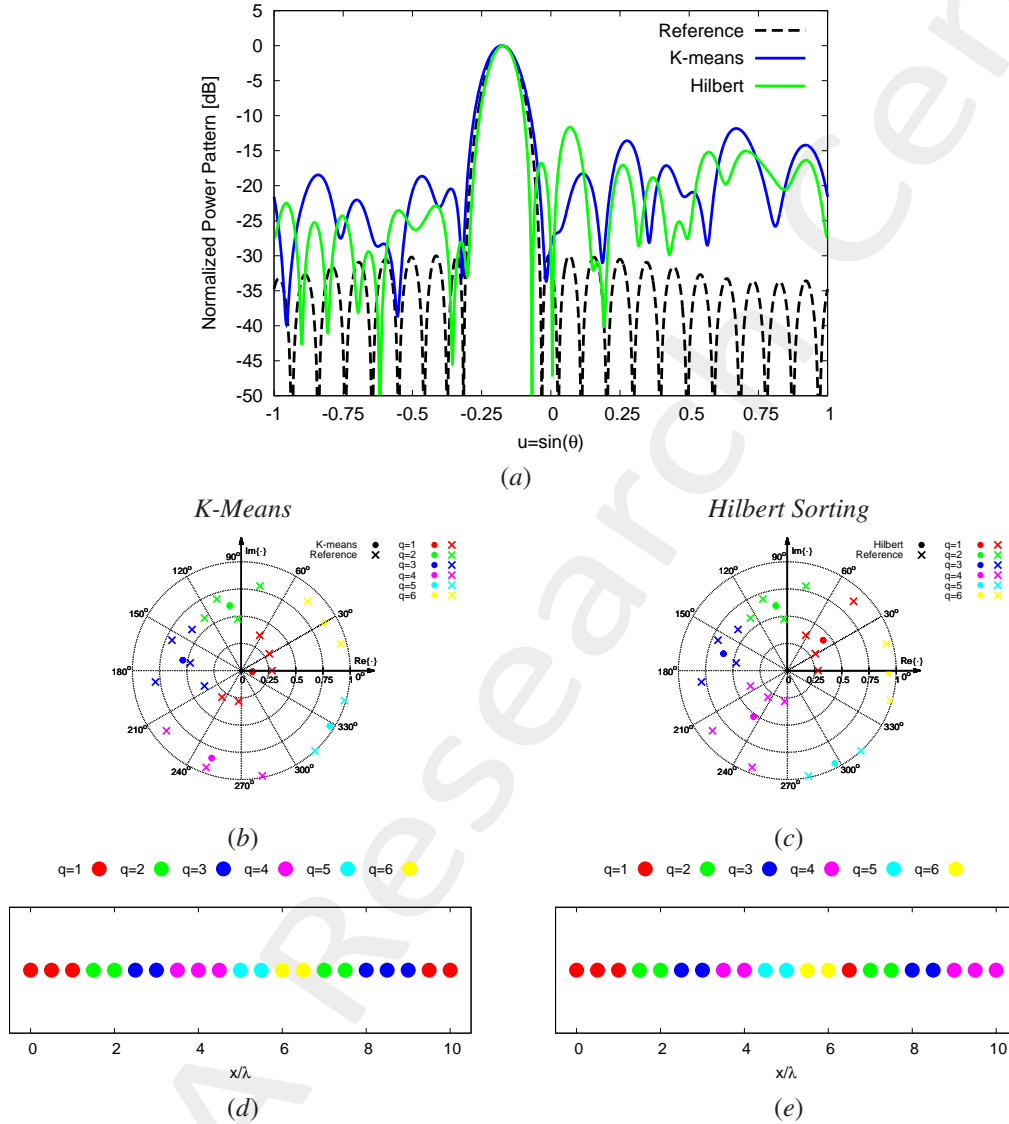 5
0
-5
-10
-15
-20
-25
-30
-35
-40
-45
-50
Normalized Power Pattern [dB]
Reference
K-means
Hilbert
-1 -0.75 -0.5 -0.25 0 0.25 0.5 0.75 1
u=sin(θ)
(a)
K-Means
Hilbert Sorting
Im{·}
Re{·}
K-means
Reference
q=1
q=2
q=3
q=4
q=5
q=6
0 0.25 0.5 0.75 1
0°
30°
60°
90°
120°
150°
180°
210°
240°
270°
300°
330°
Im{·}
Re{·}
Hilbert
Reference
q=1
q=2
q=3
q=4
q=5
q=6
0 0.25 0.5 0.75 1
0°
30°
60°
90°
120°
150°
180°
210°
240°
270°
300°
330°
(b)
(c)
q=1 q=2 q=3 q=4 q=5 q=6
0 2 4 6 8 10
x/λ
(d)
q=1 q=2 q=3 q=4 q=5 q=6
0 2 4 6 8 10
x/λ
(e)
A Research Cen